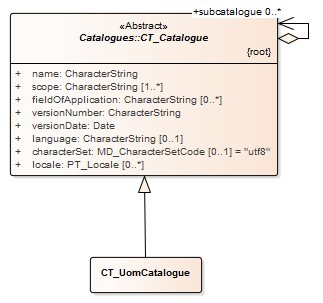 +subcatalogue 0..*
«Abstract»
Catalogues::CT_Catalogue
{root}
+ name: CharacterString
+ scope: CharacterString [1..*]
+ fieldOfApplication: CharacterString [0..*]
+ versionNumber: CharacterString
+ versionDate: Date
+ language: CharacterString [0..1]
+ characterSet: MD_CharacterSetCode [0..1] = "utf8"
+ locale: PT_Locale [0..*]
CT_UomCatalogue